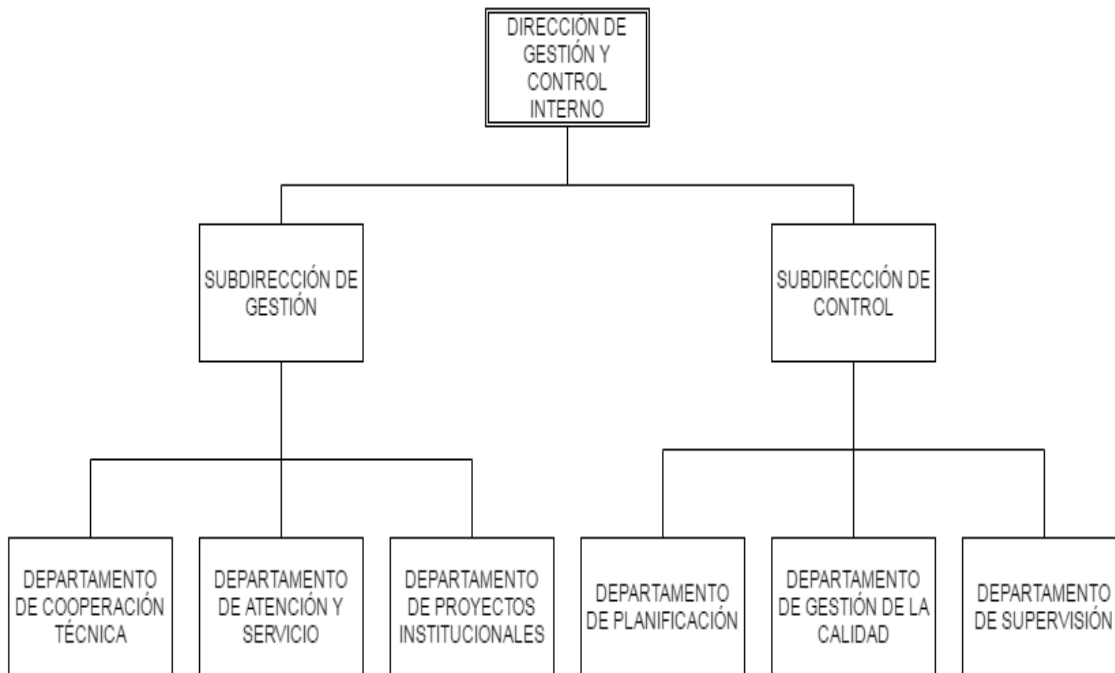 DIRECCIÓN DE
GESTIÓN Y
CONTROL
INTERNO
SUBDIRECCIÓN DE
GESTIÓN
SUBDIRECCIÓN DE
CONTROL
DEPARTAMENTO
DE COOPERACIÓN
TÉCNICA
DEPARTAMENTO
DE ATENCIÓN Y
SERVICIO
DEPARTAMENTO
DE PROYECTOS
INSTITUCIONALES
DEPARTAMENTO
DE PLANIFICACIÓN
DEPARTAMENTO
DE GESTIÓN DE LA
CALIDAD
DEPARTAMENTO
DE SUPERVISIÓN